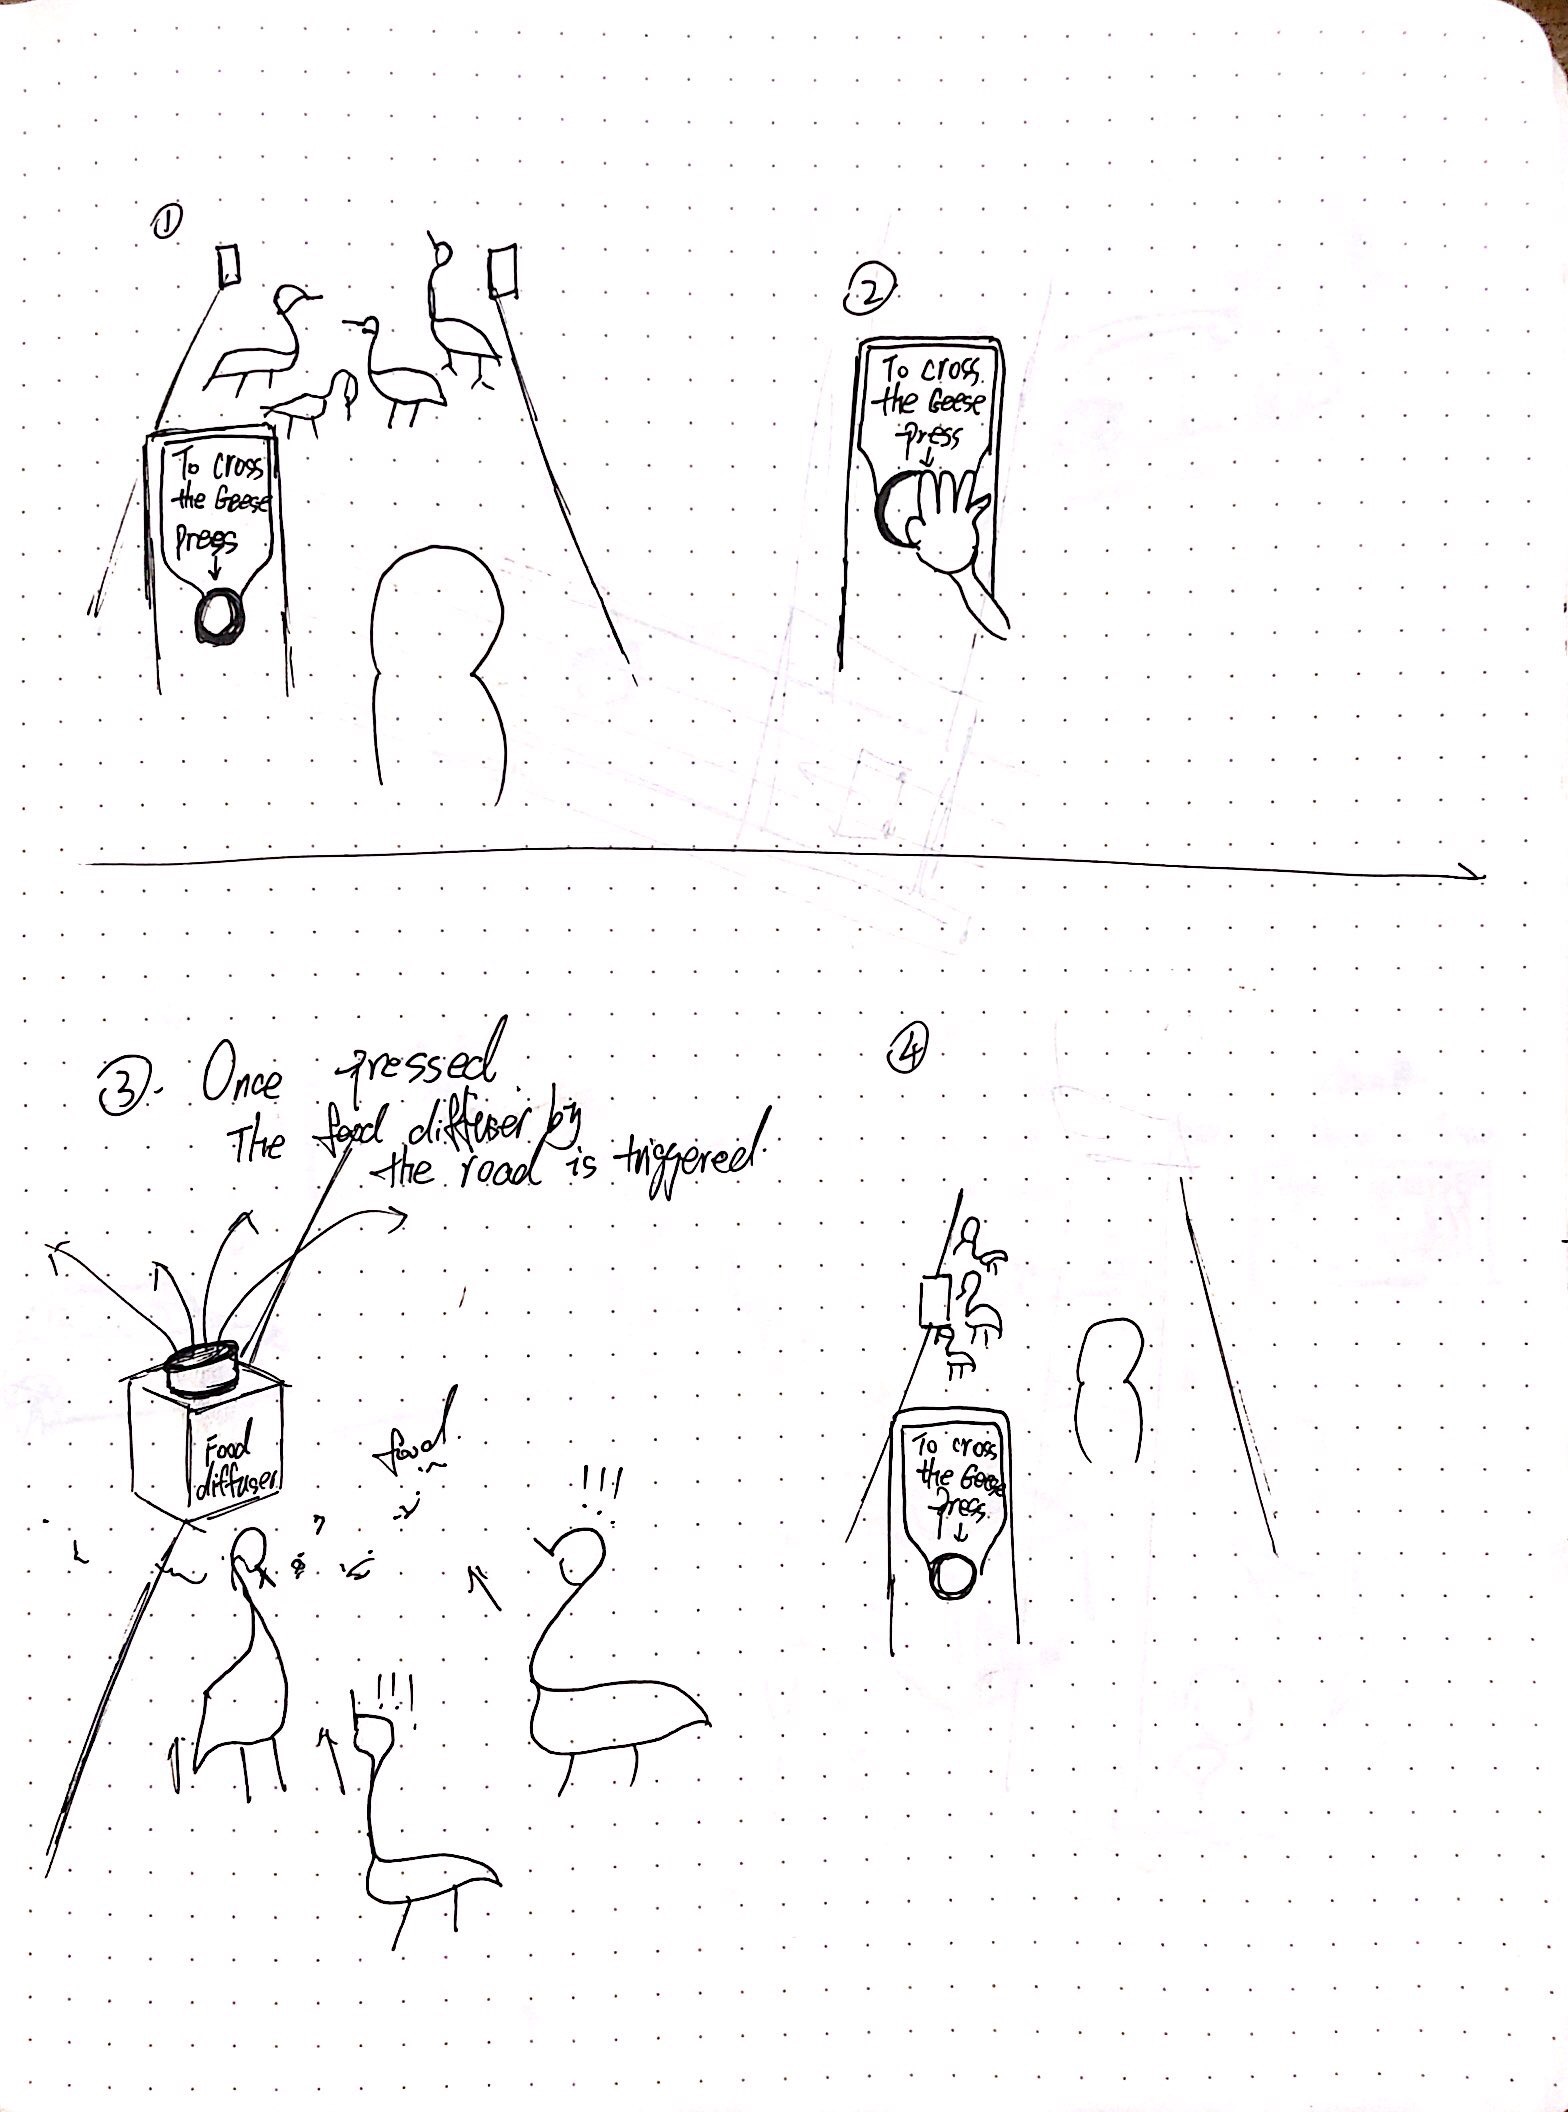 ①
To cross
the Geese
Press
↓
②
To cross
the Geese
press
↓
③. Once pressed
The food diffuser by
the road is triggered.
Food
diffuser
food
!!!
!!!
④
To cross
the Geese
Press
↓